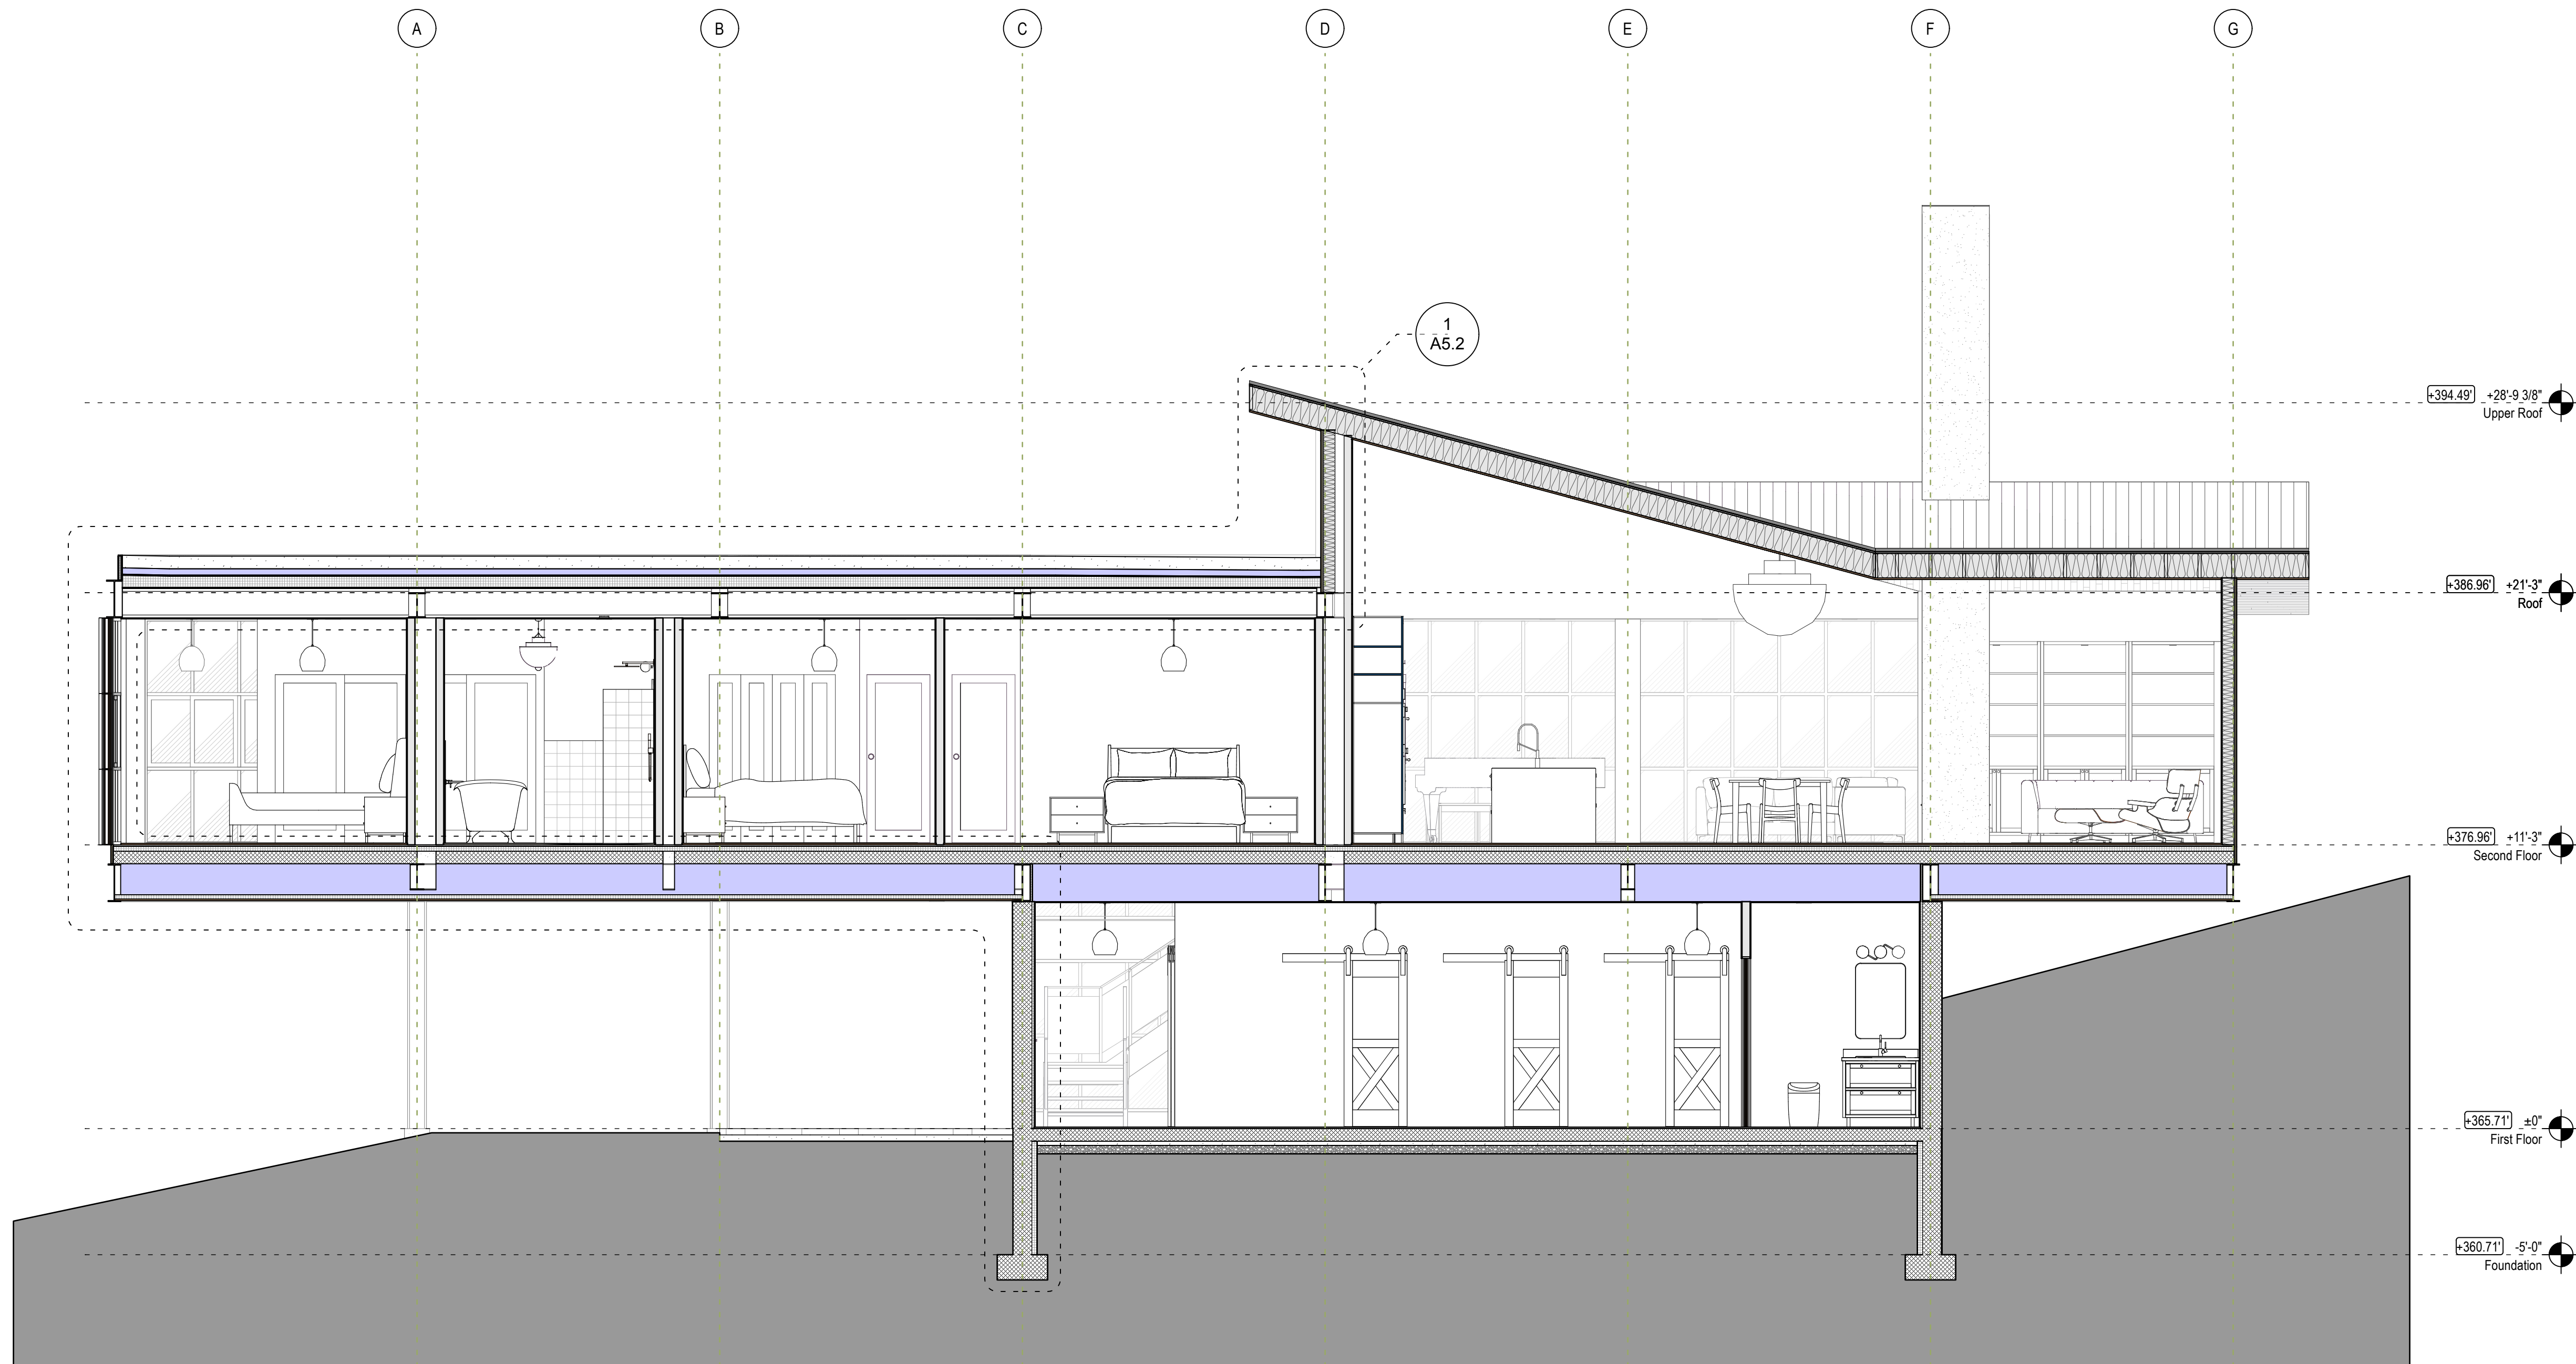 A
B
C
D
E
F
G
1
A5.2
+394.49' +28'-9 3/8"
Upper Roof
+386.96' +21'-3"
Roof
+376.96' +11'-3"
Second Floor
+365.71' ±0"
First Floor
+360.71' -5'-0"
Foundation